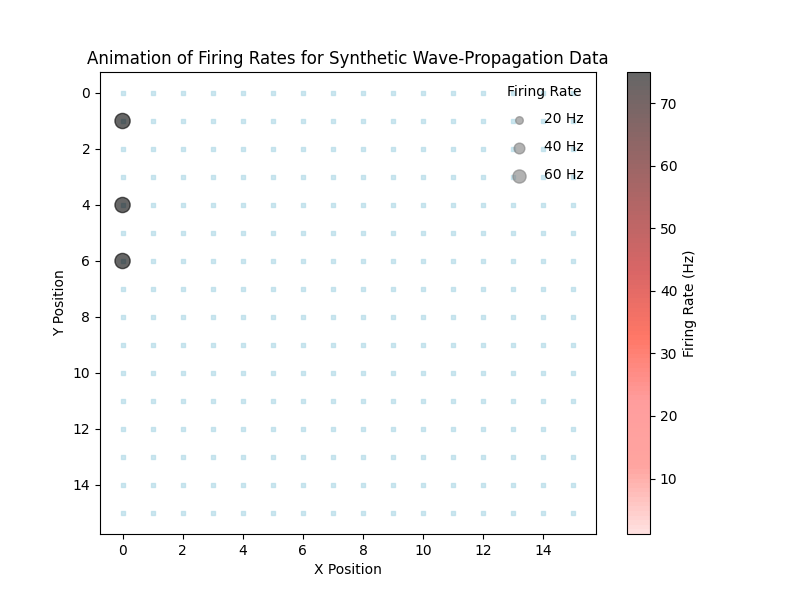 Animation of Firing Rates for Synthetic Wave-Propagation Data
Firing Rate
20 Hz
40 Hz
60 Hz
0
2
4
6
8
10
12
14
Y Position
0 2 4 6 8 10 12 14
X Position
70
60
50
40
30
20
10
Firing Rate (Hz)